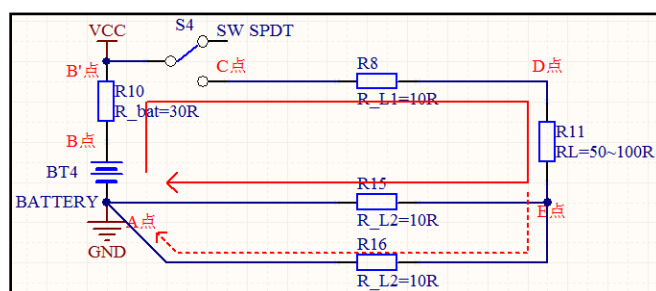 S4
VCC
SW SPDT
B'点
C点
R8
D点
R10
R_L1=10R
R_bat=30R
R11
B点
RL=50~100R
BT4
R15
BATTERY
A点
R_L2=10R
E点
GND
R16
R_L2=10R